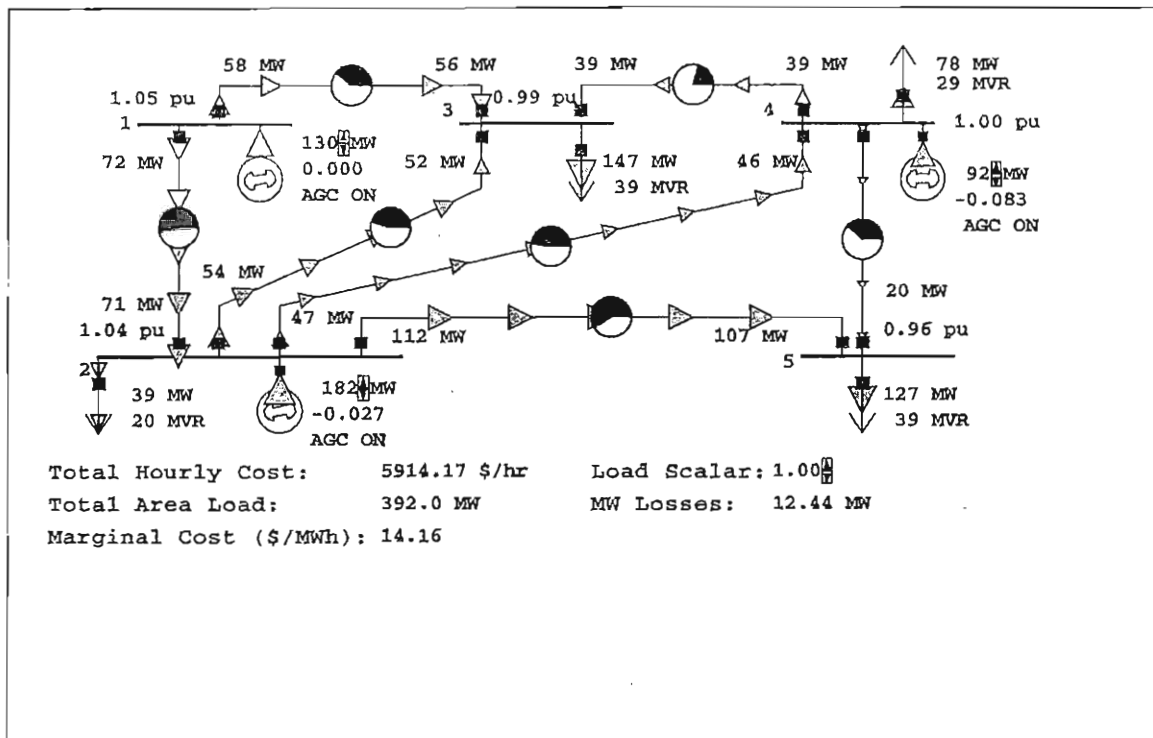 58 MW
56 MW
39 MW
39 MW
78 MW
29 MVR
1.05 pu
3
0.99 pu
4
1.00 pu
1
72 MW
130 MW
0.000
AGC ON
52 MW
147 MW
39 MVR
46 MW
92 MW
-0.083
AGC ON
54 MW
71 MW
47 MW
20 MW
1.04 pu
112 MW
107 MW
0.96 pu
2
5
39 MW
20 MVR
182 MW
-0.027
AGC ON
127 MW
39 MVR
Total Hourly Cost: 5914.17 $/hr Load Scalar: 1.00
Total Area Load: 392.0 MW MW Losses: 12.44 MW
Marginal Cost ($/MWh): 14.16